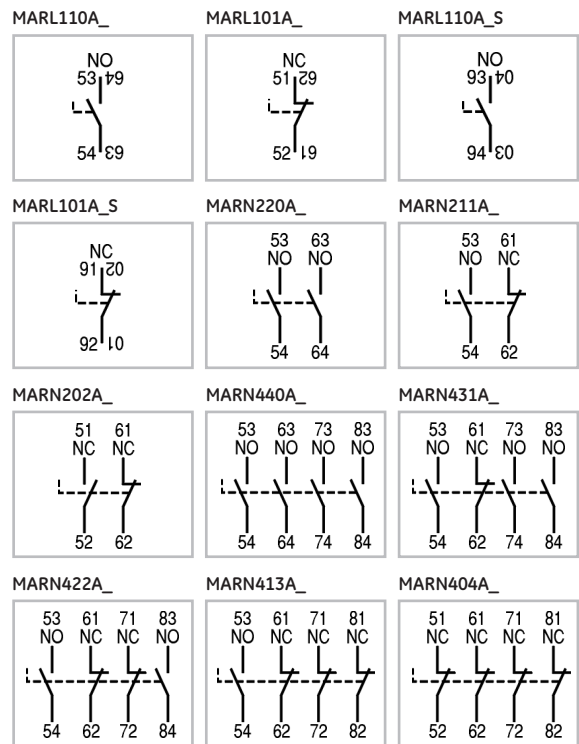 MARL110A_ MARL101A_ MARL110A_S
NO NC NO
53 64 51 62 93 04
54 63 52 61 94 03
MARL101A_S MARN220A_ MARN211A_
NC
91 02
92 01
53 63
NO NO
54 64
53 61
NO NC
54 62
MARN202A_ MARN440A_ MARN431A_
51 61
NC NC
52 62
53 63 73 83
NO NO NO NO
54 64 74 84
53 61 73 83
NO NC NO NO
54 62 74 84
MARN422A_ MARN413A_ MARN404A_
53 61 71 83
NO NC NC NO
54 62 72 84
53 61 71 81
NO NC NC NC
54 62 72 82
51 61 71 81
NC NC NC NC
52 62 72 82